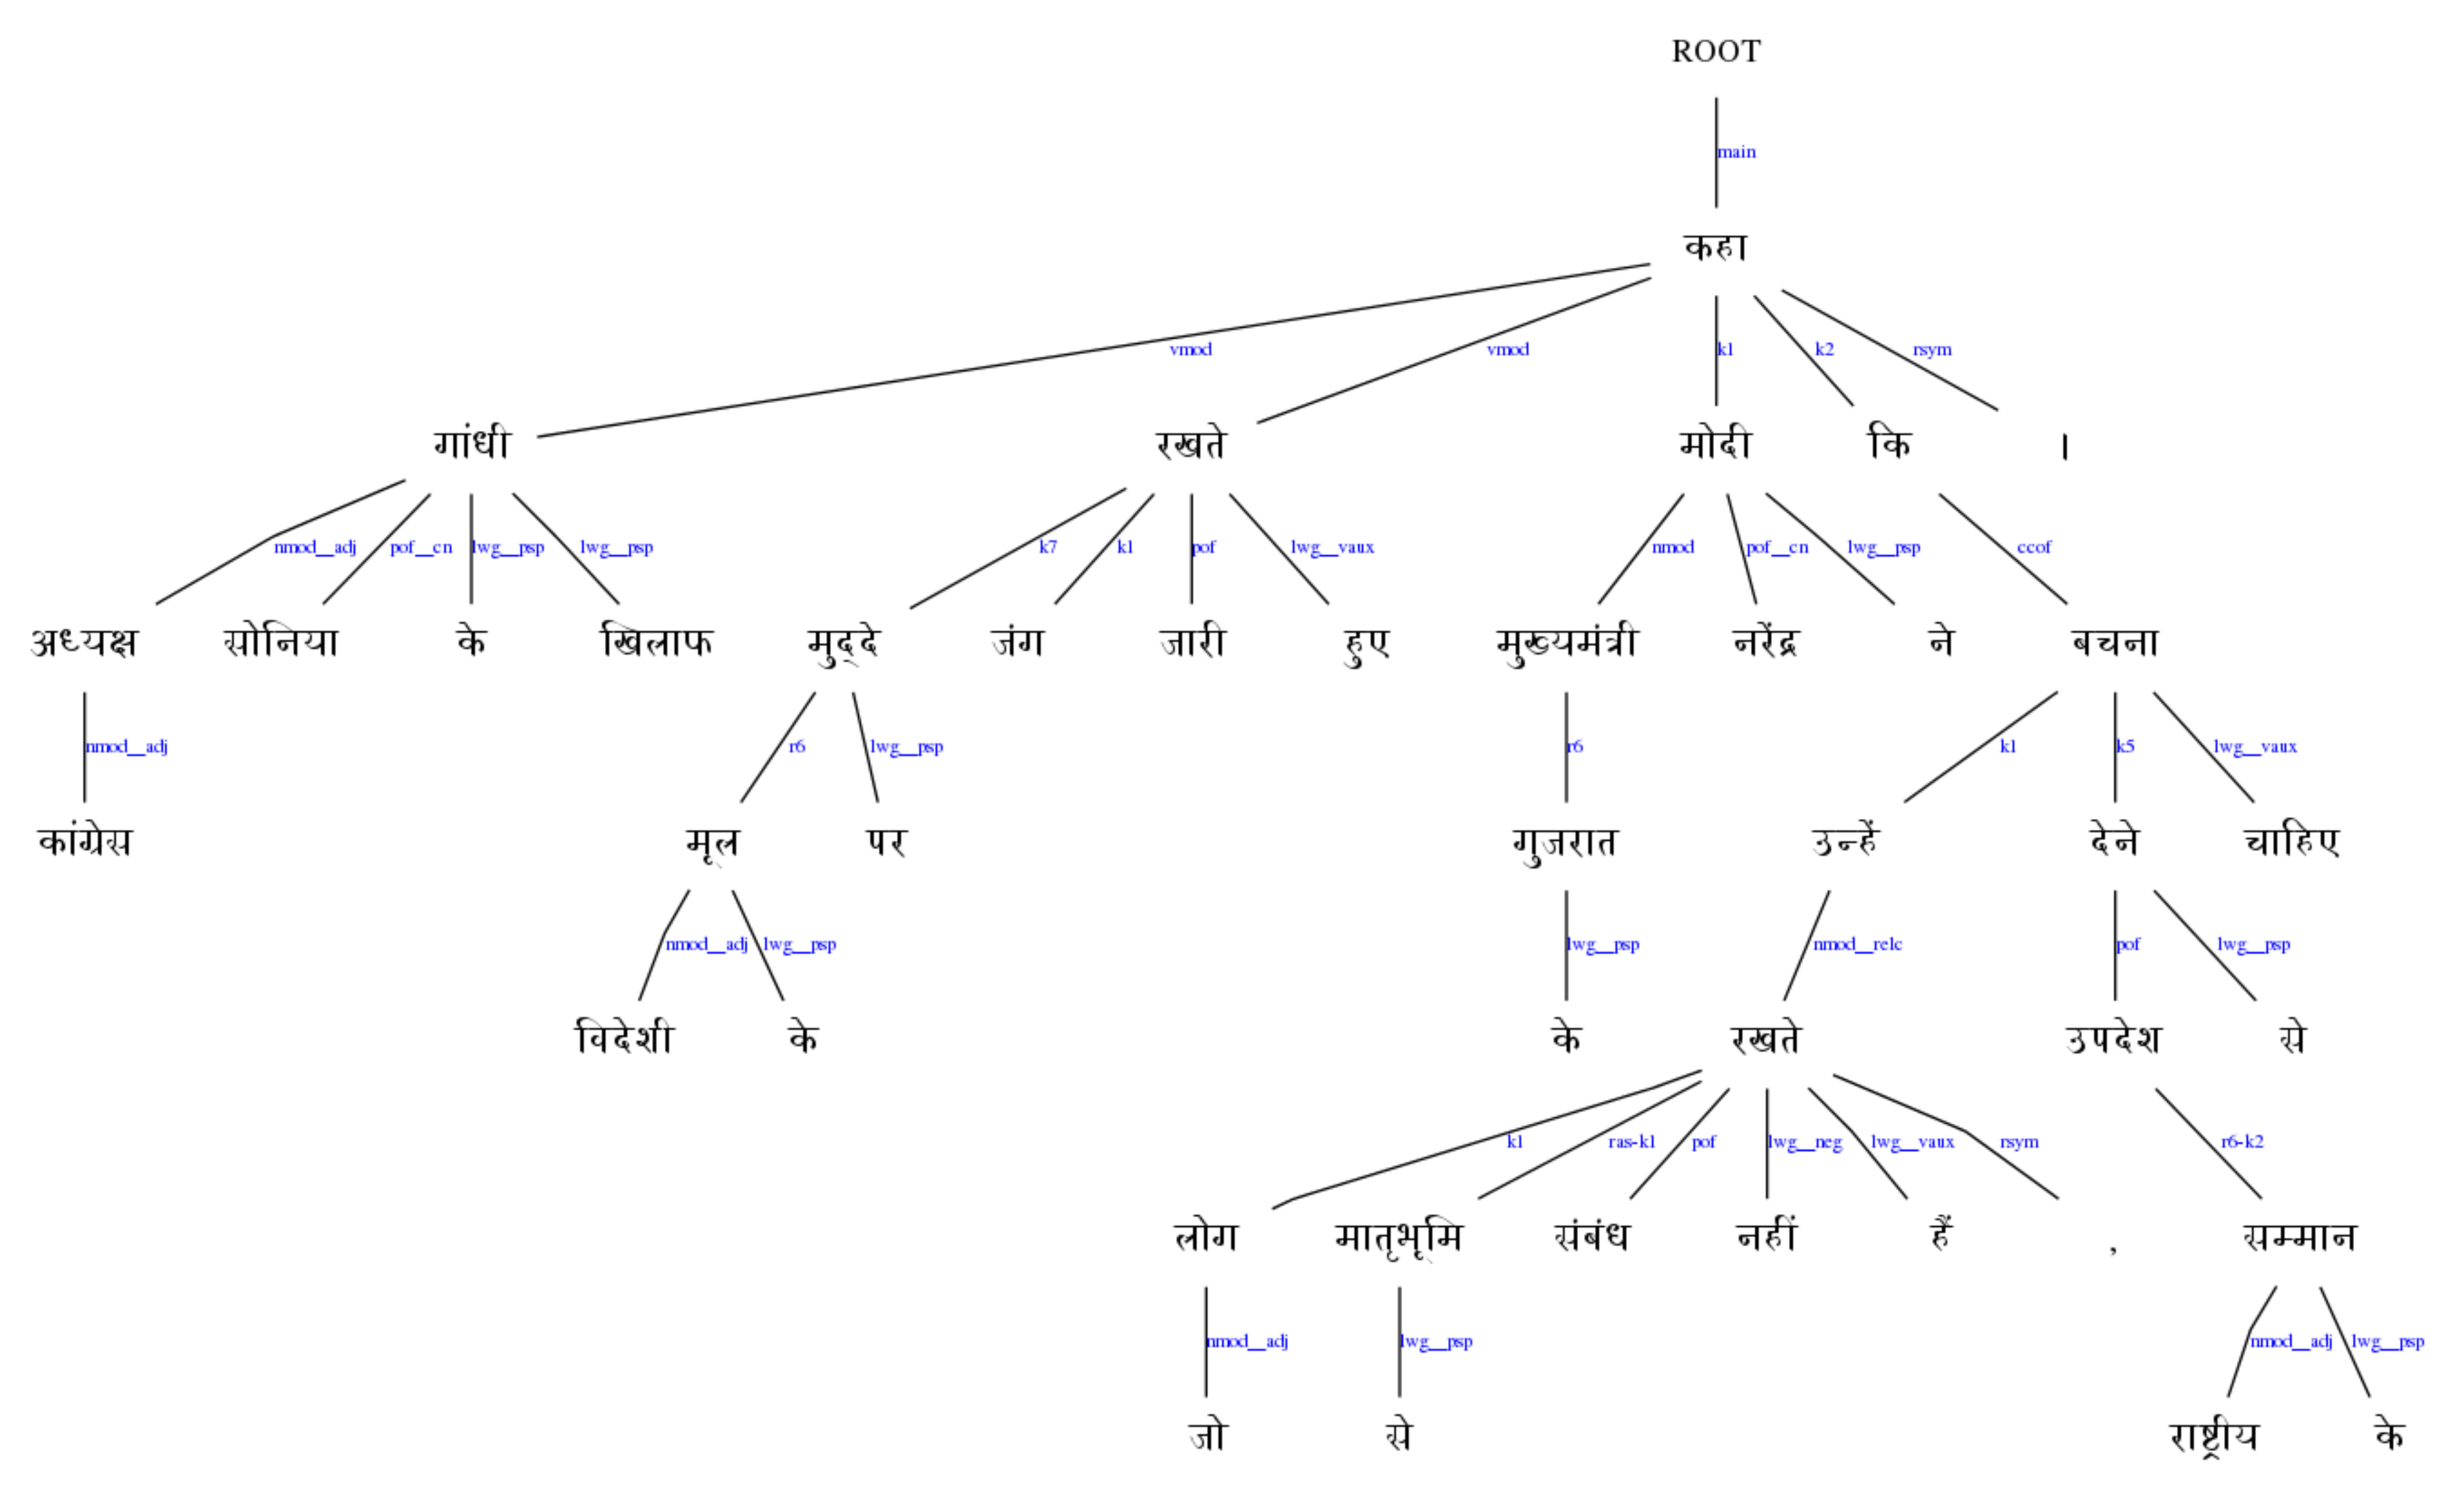 ROOT
main
कहा
vmod vmod k1 k2 rsym
गांधी रखते मोदी कि ।
nmod__adj pof__cn lwg__psp lwg__psp k7 k1 pof lwg__vaux nmod pof__cn lwg__psp ccof
अध्यक्ष सोनिया के खिलाफ मुद्दे जंग जारी हुए मुख्यमंत्री नरेंद्र ने बचना
nmod__adj r6 lwg__psp r6 k1 k5 lwg__vaux
कांग्रेस मूल पर गुजरात उन्हें देने चाहिए
nmod__adj lwg__psp lwg__psp nmod__relc pof lwg__psp
विदेशी के के रखते उपदेश से
k1 ras-k1 pof lwg__neg lwg__vaux rsym r6-k2
लोग मातृभूमि संबंध नहीं हैं , सम्मान
nmod__adj lwg__psp nmod__adj lwg__psp
जो से राष्ट्रीय के